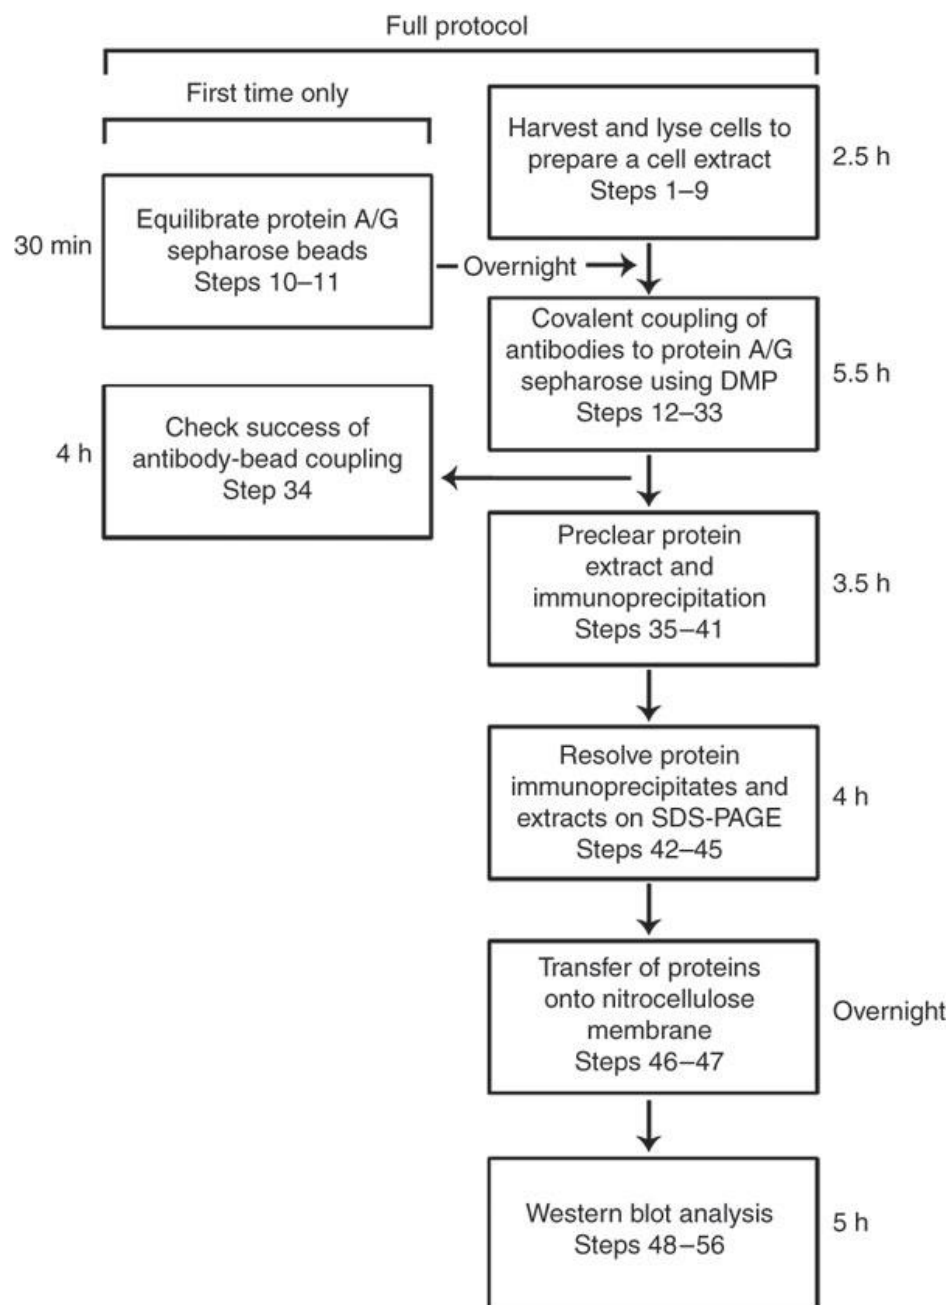 Full protocol
First time only
Harvest and lyse cells to
prepare a cell extract
Steps 1–9
2.5 h
30 min
Equilibrate protein A/G
sepharose beads
Steps 10–11
Overnight
Covalent coupling of
antibodies to protein A/G
sepharose using DMP
Steps 12–33
5.5 h
4 h
Check success of
antibody-bead coupling
Step 34
Preclear protein
extract and
immunoprecipitation
Steps 35–41
3.5 h
Resolve protein
immunoprecipitates and
extracts on SDS-PAGE
Steps 42–45
4 h
Transfer of proteins
onto nitrocellulose
membrane
Steps 46–47
Overnight
Western blot analysis
Steps 48–56
5 h